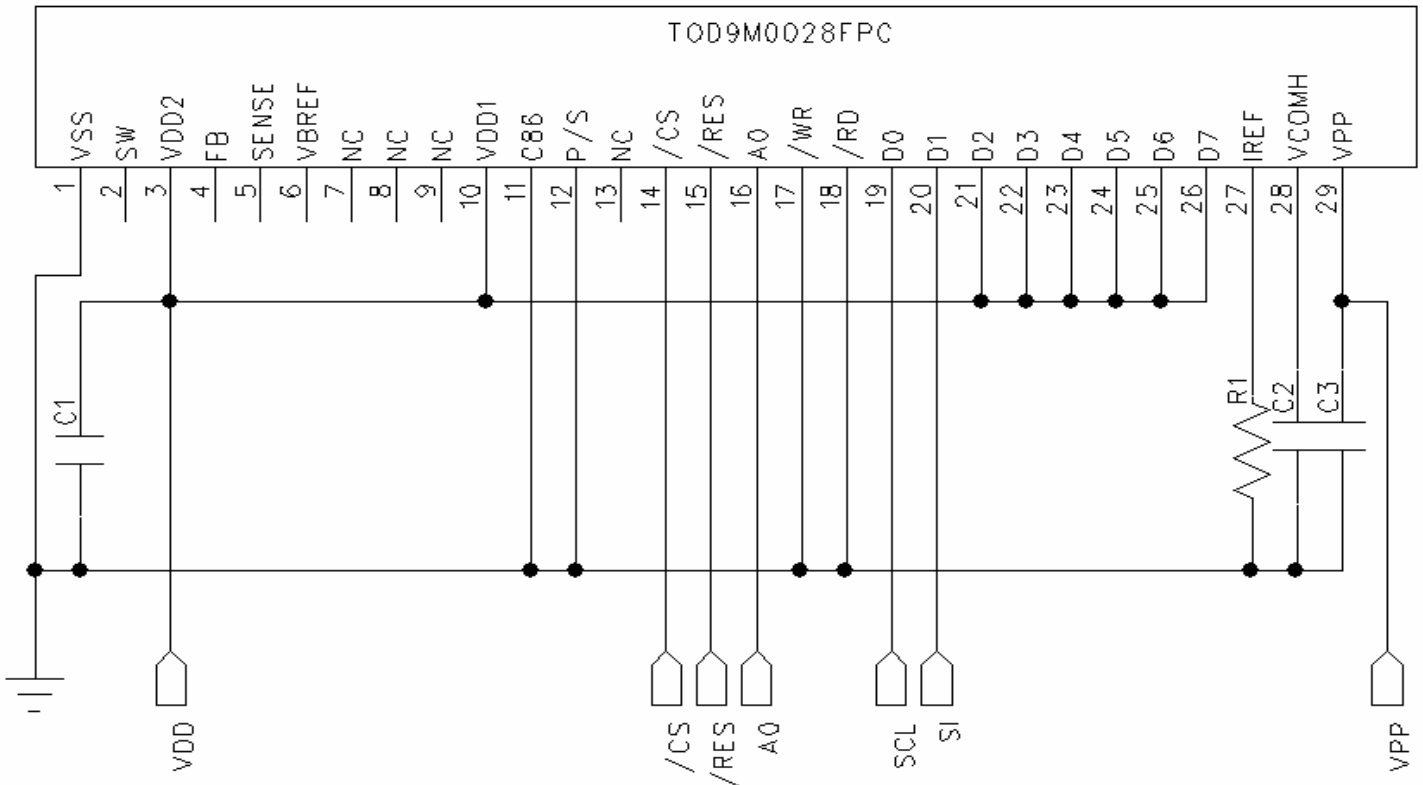 TOD9M0028FPC
VSS
SW
VDD2
FB
SENSE
VBREF
NC
NC
NC
VDD1
C86
P/S
NC
/CS
/RES
A0
/WR
/RD
D0
D1
D2
D3
D4
D5
D6
D7
IREF
VCOMH
VPP
1
2
3
4
5
6
7
8
9
10
11
12
13
14
15
16
17
18
19
20
21
22
23
24
25
26
27
28
29
C1
R1
C2
C3
VDD
/CS
/RES
A0
SCL
SI
VPP